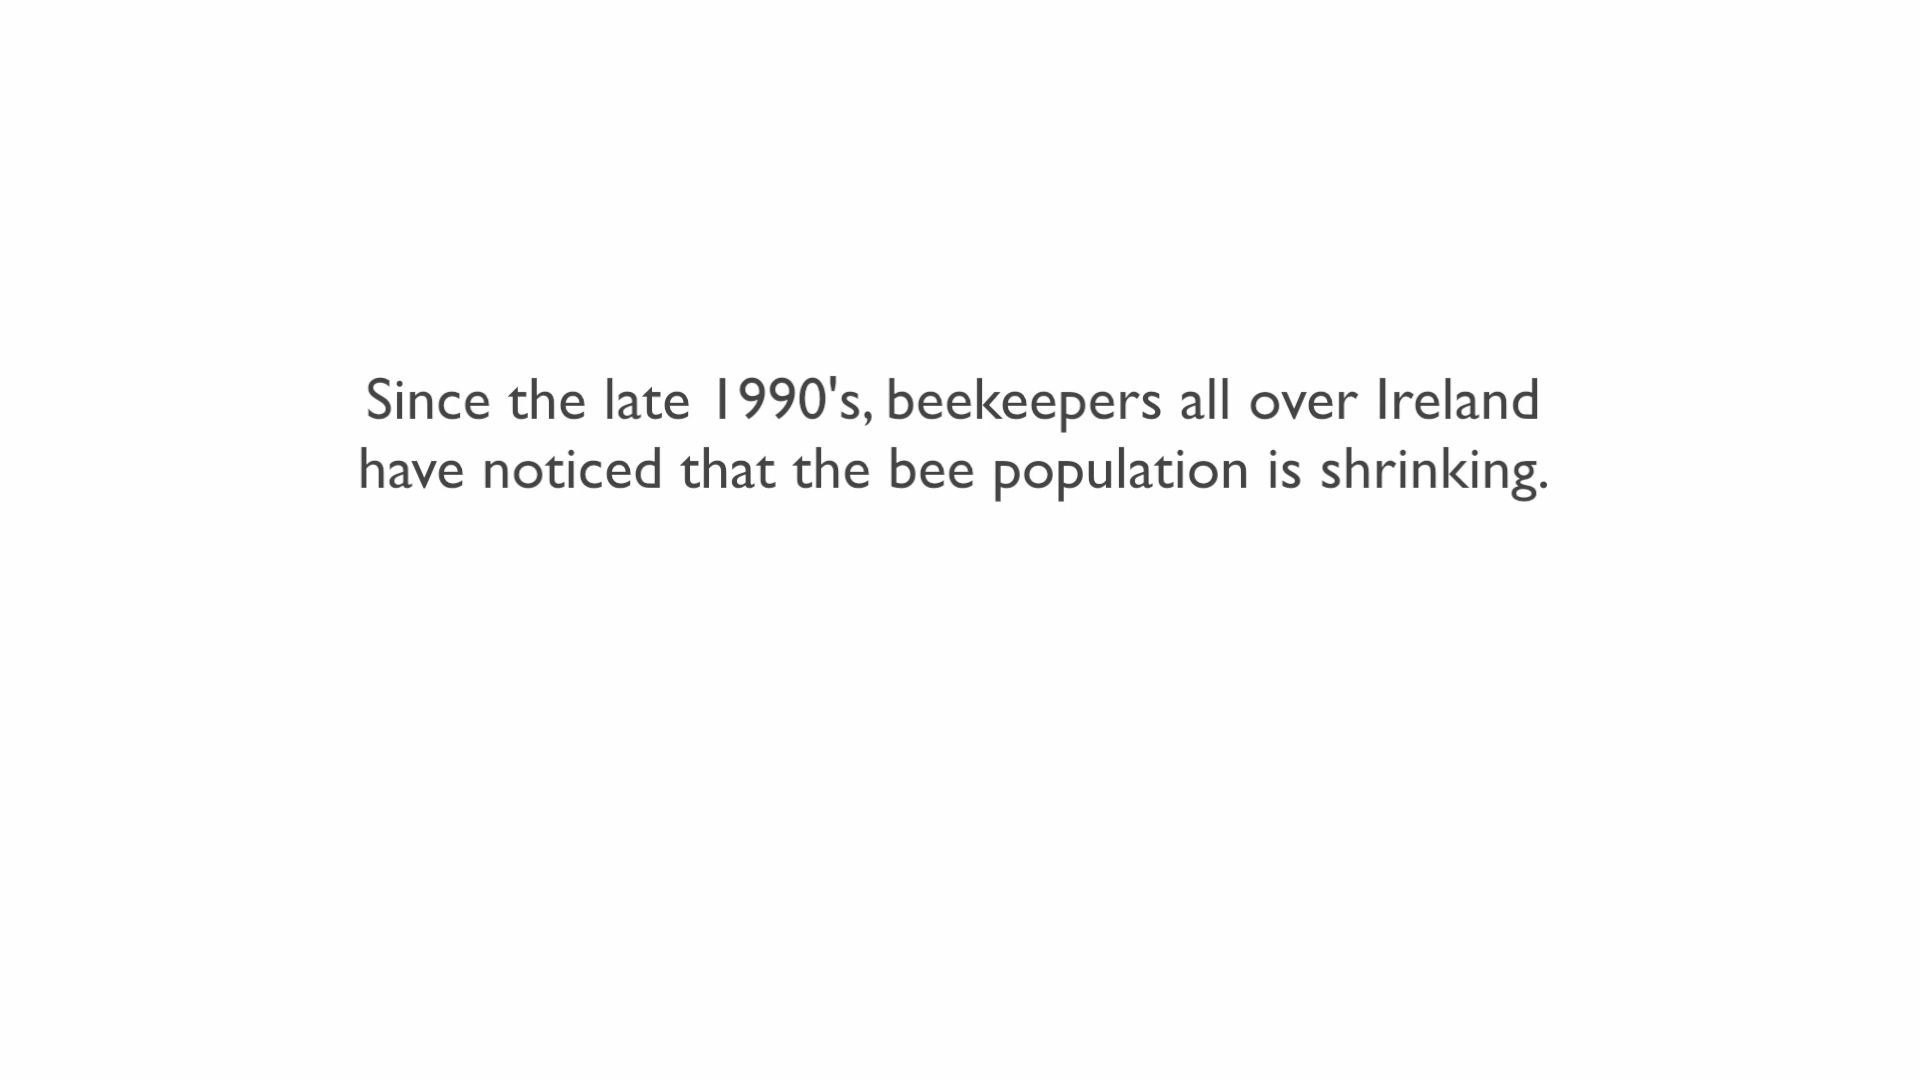 Since the late 1990's, beekeepers all over Ireland
have noticed that the bee population is shrinking.